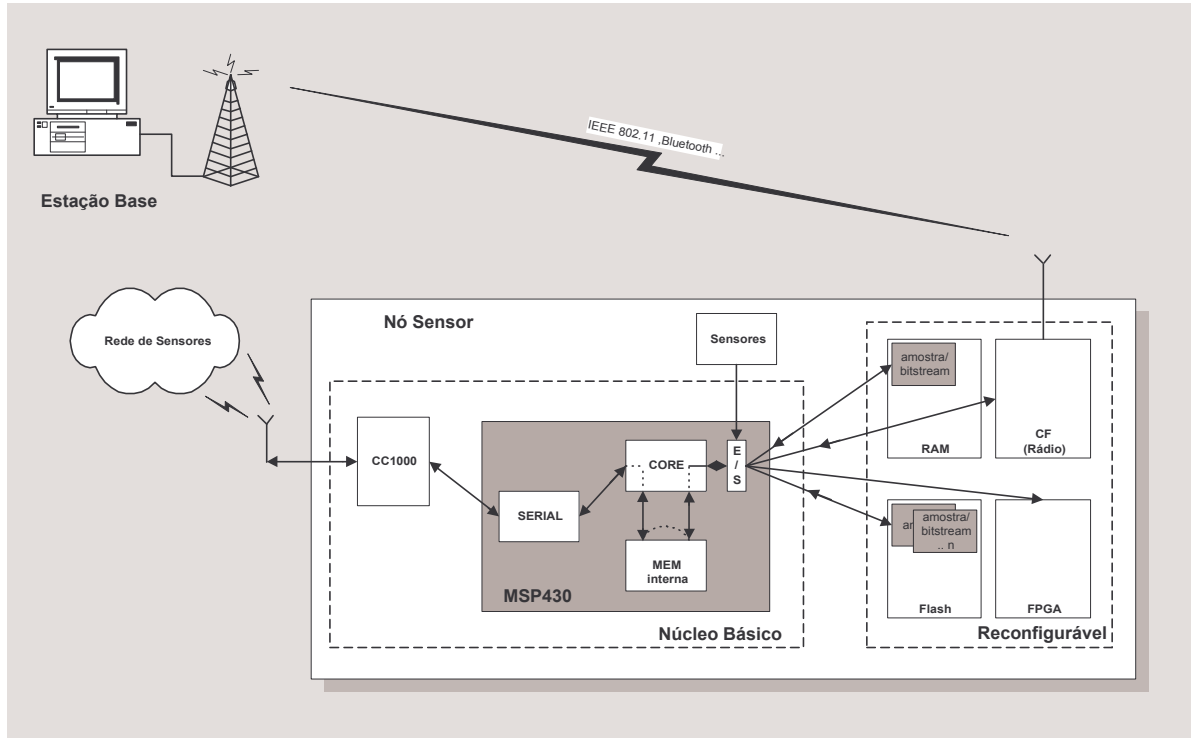 IEEE 802.11 ,Bluetooth ...
Estação Base
Rede de Sensores
Nó Sensor
Sensores
CC1000
SERIAL
CORE
E
/
S
MEM
interna
MSP430
Núcleo Básico
amostra/
bitstream
RAM
CF
(Rádio)
am
amostra/
bitstream
.. n
Flash
FPGA
Reconfigurável